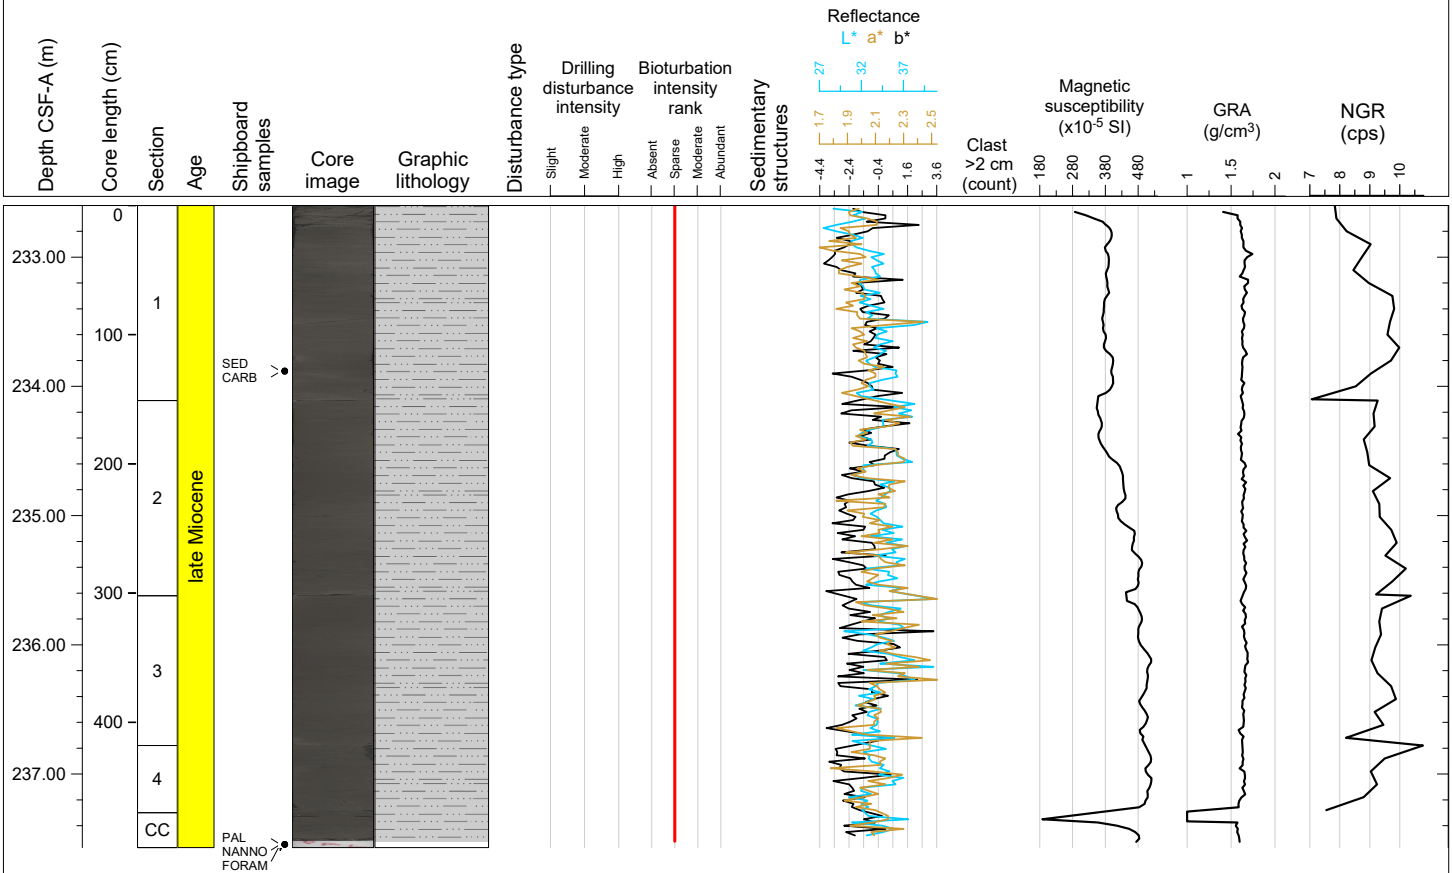 Depth CSF-A (m)
Core length (cm)
Section
Age
Shipboard
samples
Core
image
Graphic
lithology
Disturbance type
Drilling
disturbance
intensity
Slight
Moderate
High
Bioturbation
intensity
rank
Absent
Sparse
Moderate
Abundant
Sedimentary
structures
Reflectance
L* a* b*
27 32 37
1.7 1.9 2.1 2.3 2.5
-4.4 -2.4 -0.4 1.6 3.6
Clast
>2 cm
(count)
Magnetic
susceptibility
(x10-5 SI)
180 280 380 480
GRA
(g/cm3)
1 1.5 2
NGR
(cps)
7 8 9 10
0
233.00
1
100
SED
CARB
234.00
200
late Miocene
2
235.00
300
236.00
3
400
237.00
4
CC
PAL
NANNO
FORAM